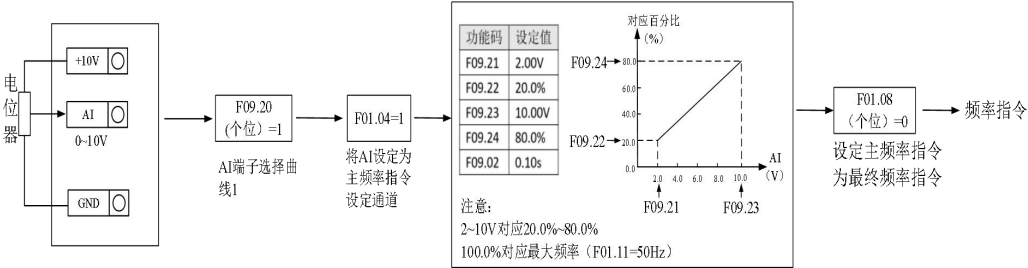 电位器
+10V
AI
0~10V
GND
F09.20
(个位) =1
AI端子选择曲
线1
F01.04=1
将AI设定为
主频率指令
设定通道
功能码 设定值
F09.21 2.00V
F09.22 20.0%
F09.23 10.00V
F09.24 80.0%
F09.02 0.10s
对应百分比
(%)
F09.24 80.0
60.0
40.0
F09.22 20.0
0.0
2.0 4.0 6.0 8.0 10.0
AI
(V)
F09.21 F09.23
注意:
2~10V对应20.0%~80.0%
100.0%对应最大频率（F01.11=50Hz）
F01.08
（个位）=0
设定主频率指令
为最终频率指令
频率指令